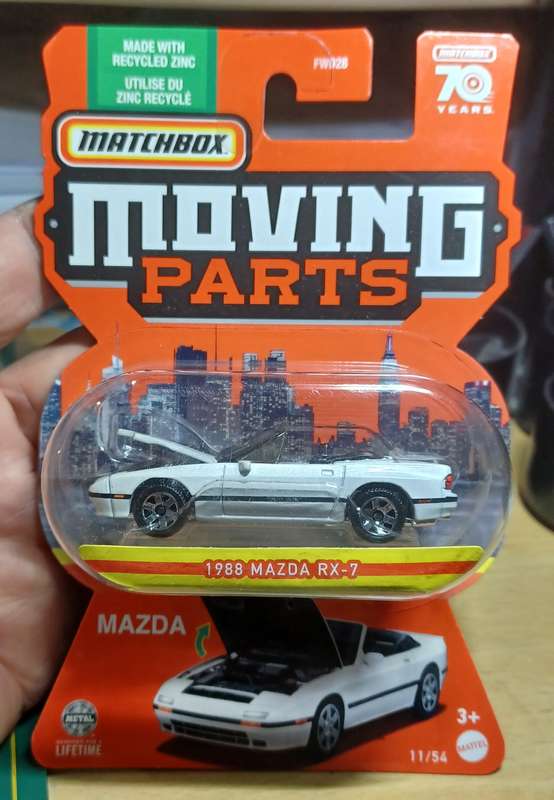 MADE WITH
RECYCLED ZINC
UTILISE DU
ZINC RECYCLÉ
FWD28
MATCHBOX
70
YEARS
MATCHBOX
MOVING
PARTS
1988 MAZDA RX-7
MAZDA
METAL
LIFETIME
3+
MATTEL
11/54